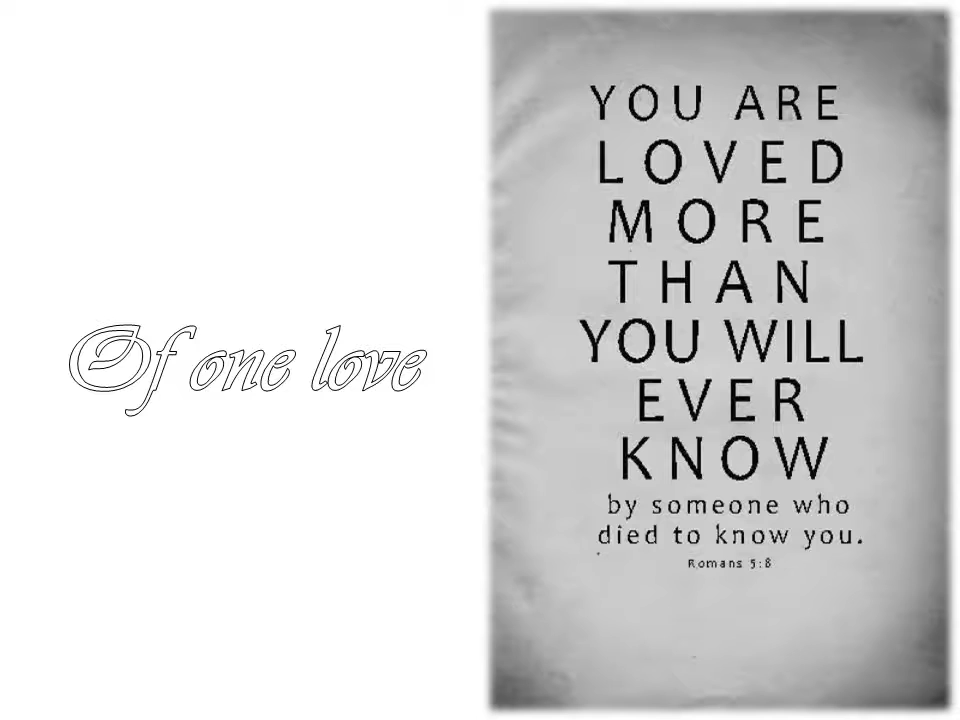 Of one love
YOU ARE
LOVED
MORE
THAN
YOU WILL
EVER
KNOW
by someone who
died to know you.
Romans 5:8